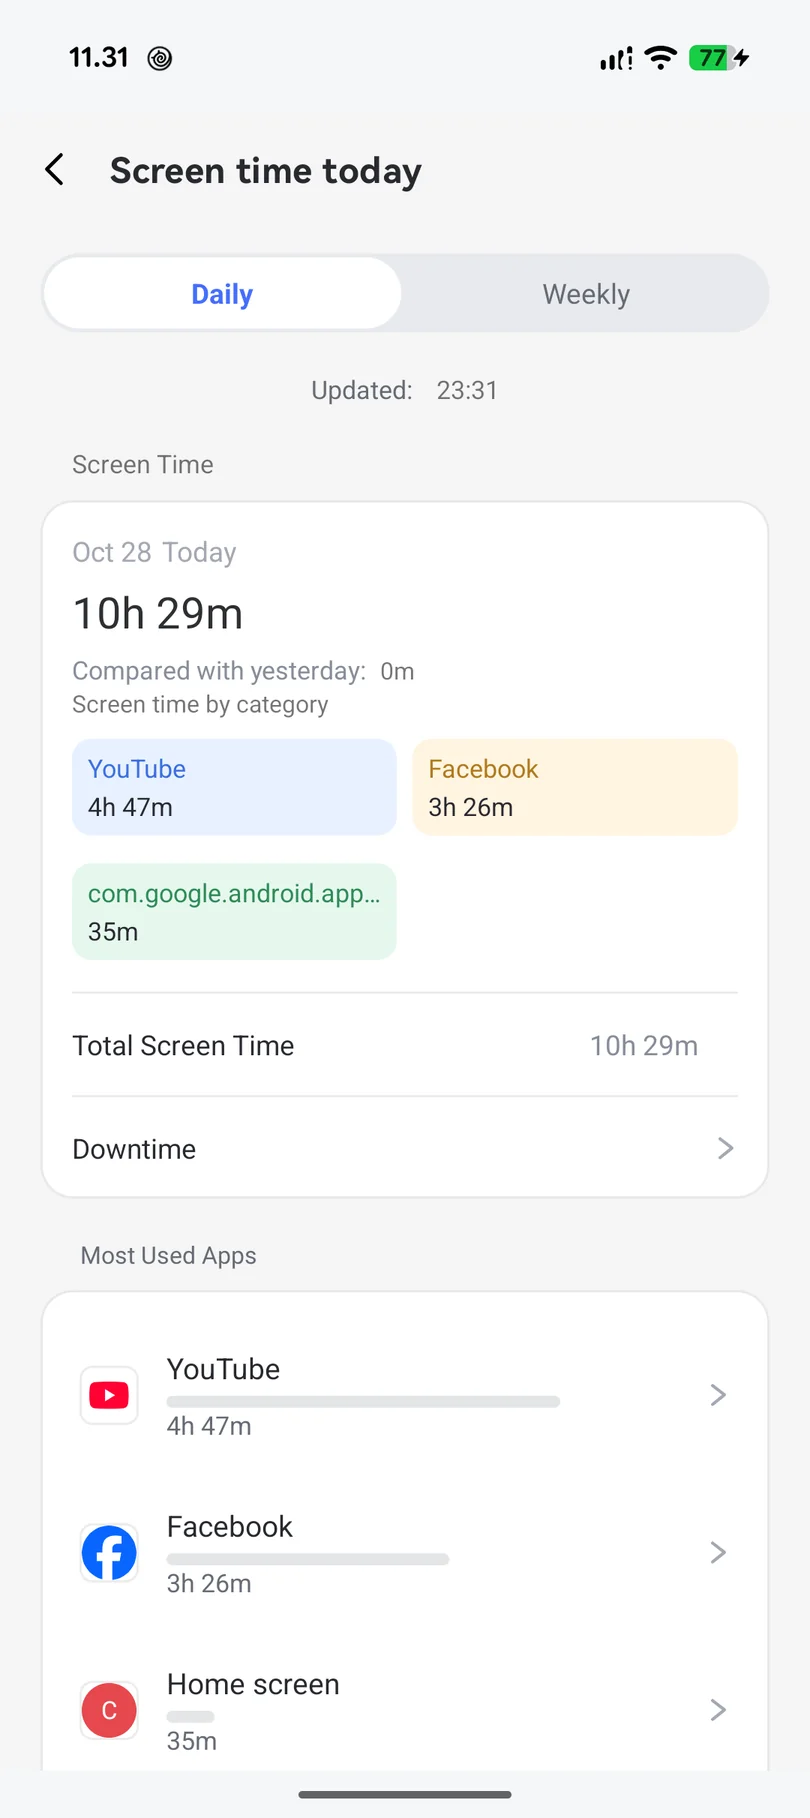 11.31
77
Screen time today
Daily
Weekly
Updated: 23:31
Screen Time
Oct 28 Today
10h 29m
Compared with yesterday: 0m
Screen time by category
YouTube
4h 47m
Facebook
3h 26m
com.google.android.app...
35m
Total Screen Time 10h 29m
Downtime
Most Used Apps
YouTube
4h 47m
Facebook
3h 26m
C
Home screen
35m